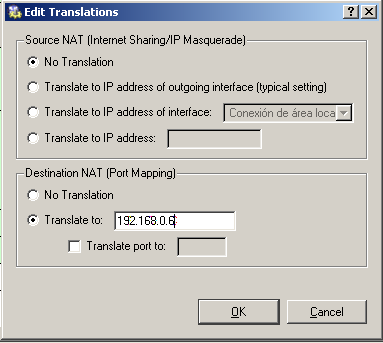 Edit Translations
Source NAT (Internet Sharing/IP Masquerade)
No Translation
Translate to IP address of outgoing interface (typical setting)
Translate to IP address of interface:
Conexión de área loca
Translate to IP address:
Destination NAT (Port Mapping)
No Translation
Translate to:
192.168.0.6
Translate port to:
OK
Cancel